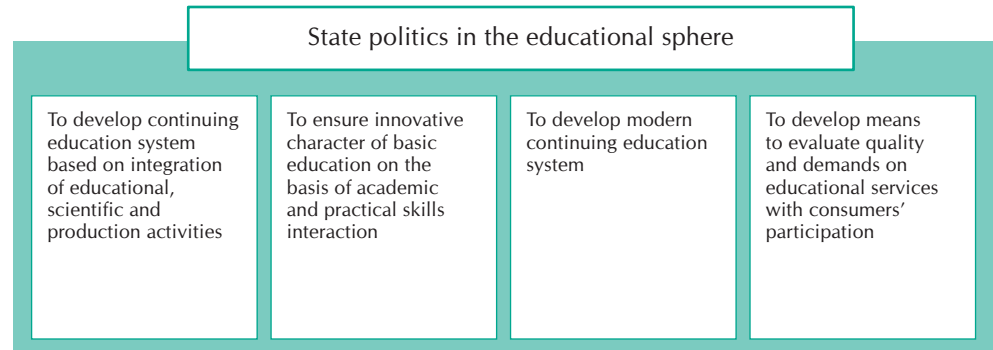 State politics in the educational sphere
To develop continuing
education system
based on integration
of educational,
scientific and
production activities
To ensure innovative
character of basic
education on the
basis of academic
and practical skills
interaction
To develop modern
continuing education
system
To develop means
to evaluate quality
and demands on
educational services
with consumers’
participation